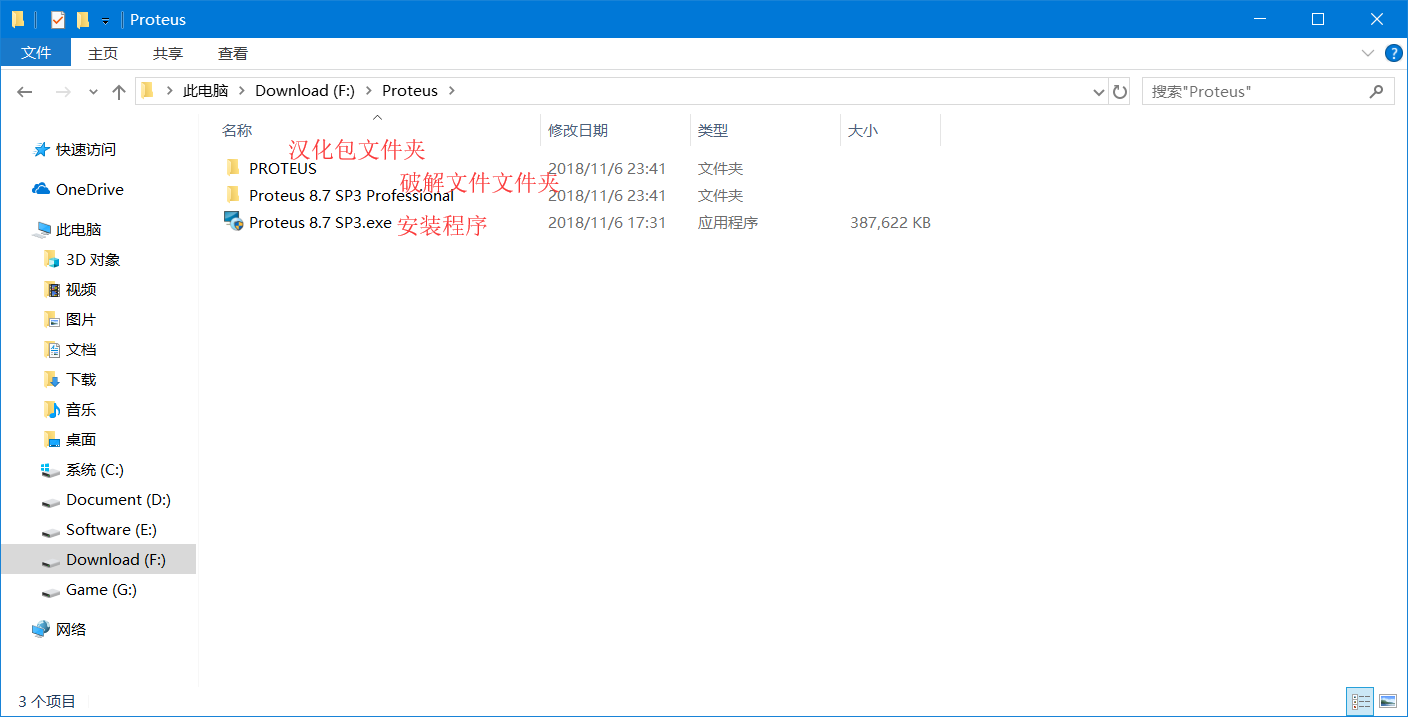 Proteus
文件 主页 共享 查看
此电脑 Download (F:) Proteus
搜索"Proteus"
名称 修改日期 类型 大小
汉化包文件夹
PROTEUS 2018/11/6 23:41 文件夹
破解文件文件夹
Proteus 8.7 SP3 Professional 2018/11/6 23:41 文件夹
Proteus 8.7 SP3.exe 安装程序 2018/11/6 17:31 应用程序 387,622 KB
快速访问
OneDrive
此电脑
3D 对象
视频
图片
文档
下载
音乐
桌面
系统 (C:)
Document (D:)
Software (E:)
Download (F:)
Game (G:)
网络
3 个项目